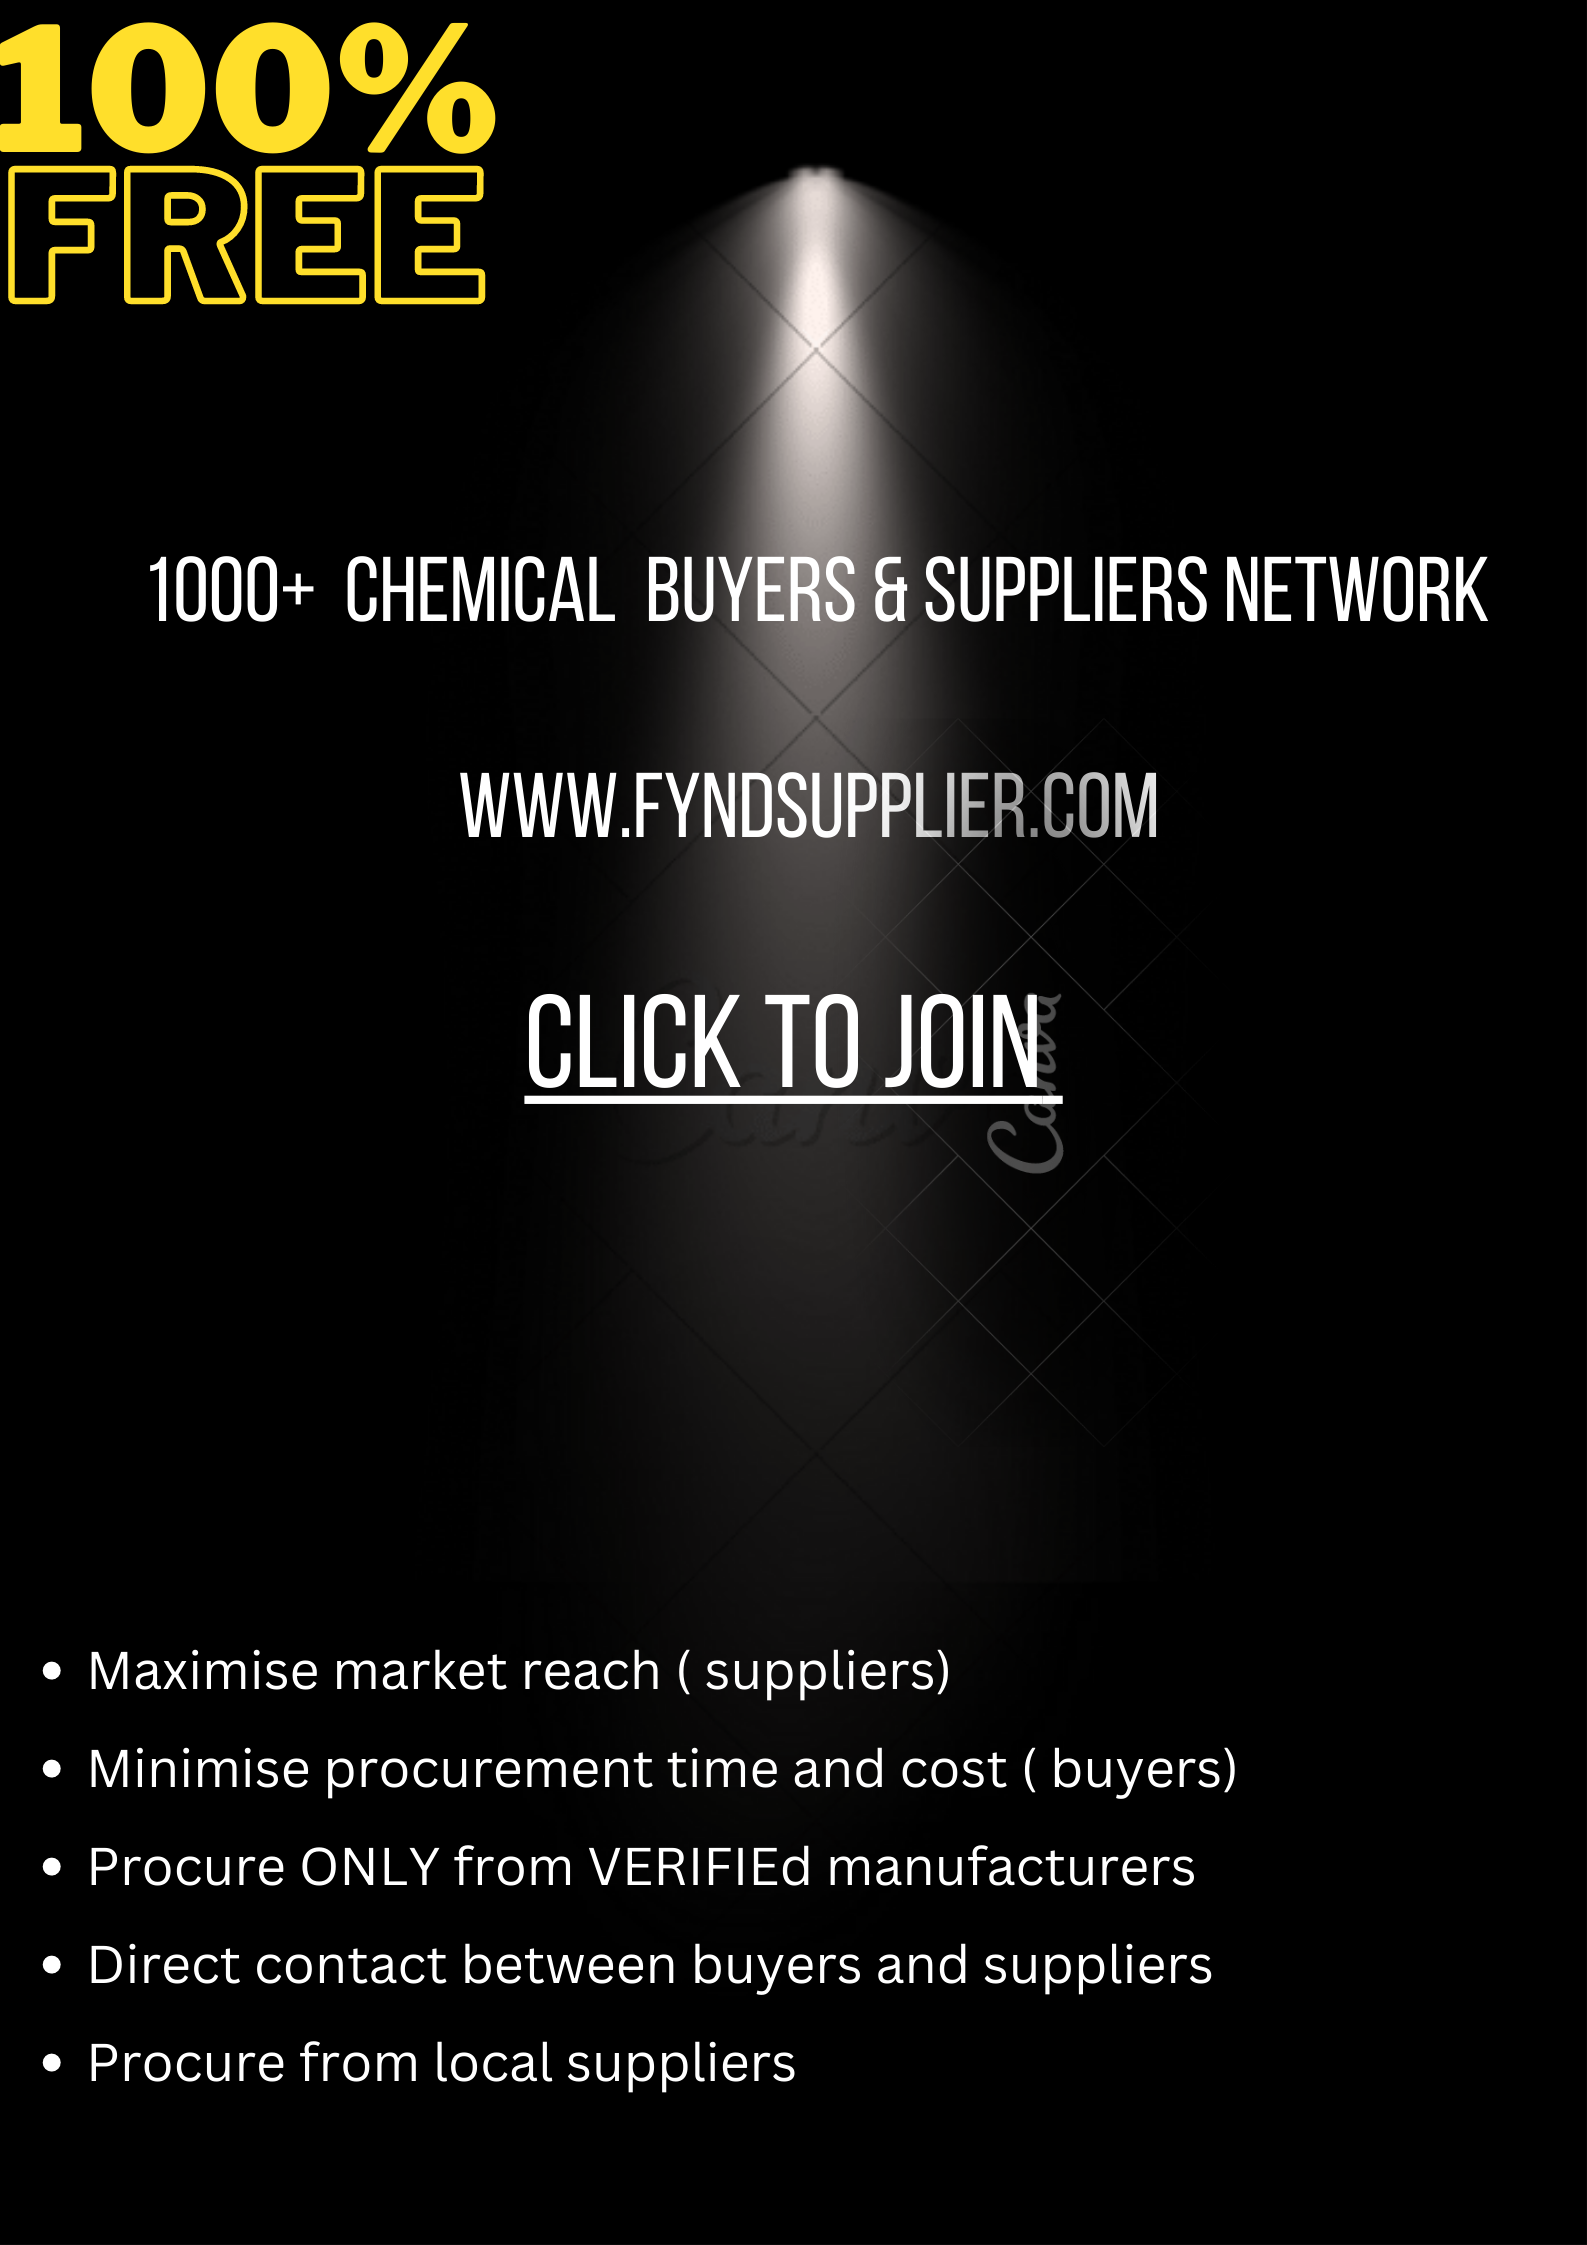 100%
FREE
1000+ CHEMICAL BUYERS & SUPPLIERS NETWORK
WWW.FYNDSUPPLIER.COM
CLICK TO JOIN
Canva
Canva
• Maximise market reach ( suppliers)
• Minimise procurement time and cost ( buyers)
• Procure ONLY from VERIFIEd manufacturers
• Direct contact between buyers and suppliers
• Procure from local suppliers